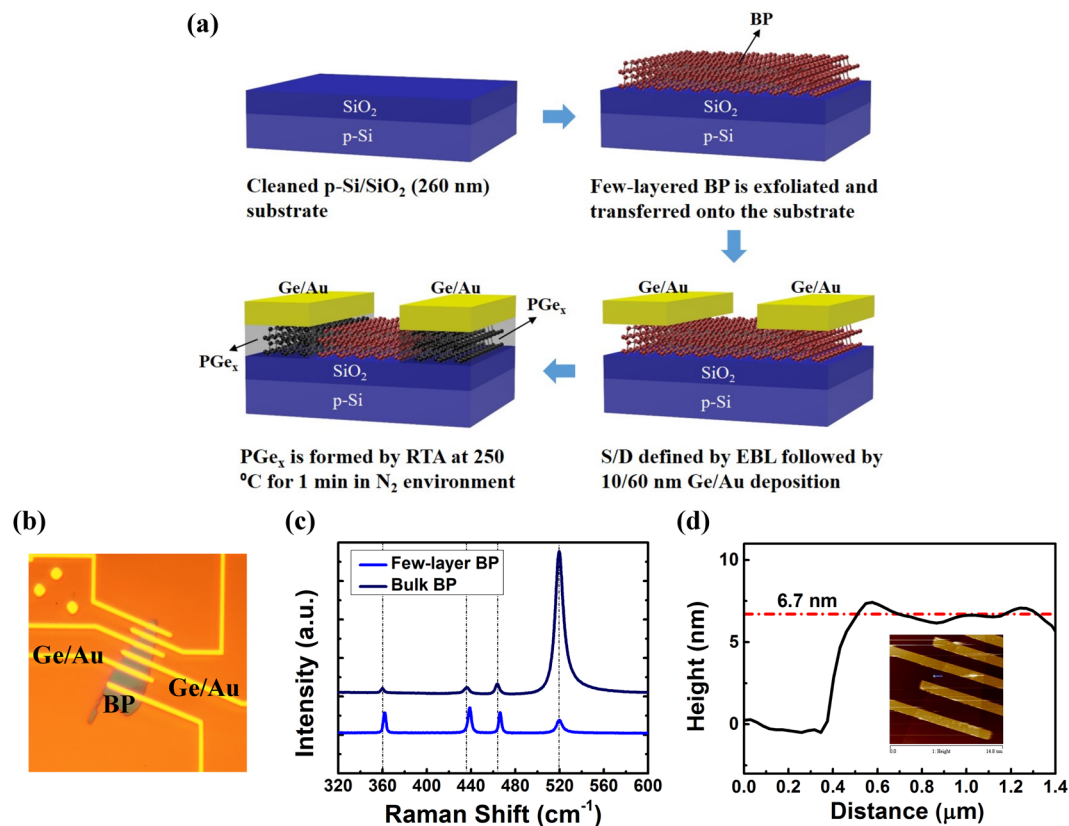 (a)
BP
SiO₂
p-Si
Cleaned p-Si/SiO₂ (260 nm)
substrate
SiO₂
p-Si
Few-layered BP is exfoliated and
transferred onto the substrate
Ge/Au
Ge/Au
PGeₓ
PGeₓ
SiO₂
p-Si
PGeₓ is formed by RTA at 250
⁰C for 1 min in N₂ environment
Ge/Au
Ge/Au
SiO₂
p-Si
S/D defined by EBL followed by
10/60 nm Ge/Au deposition
(b)
Ge/Au
Ge/Au
BP
(c)
Few-layer BP
Bulk BP
Intensity (a.u.)
320 360 400 440 480 520 560 600
Raman Shift (cm⁻¹)
(d)
10
5
0
6.7 nm
Height (nm)
0.0
1: Height
0.0 0.2 0.4 0.6 0.8 1.0 1.2 1.4
Distance (μm)